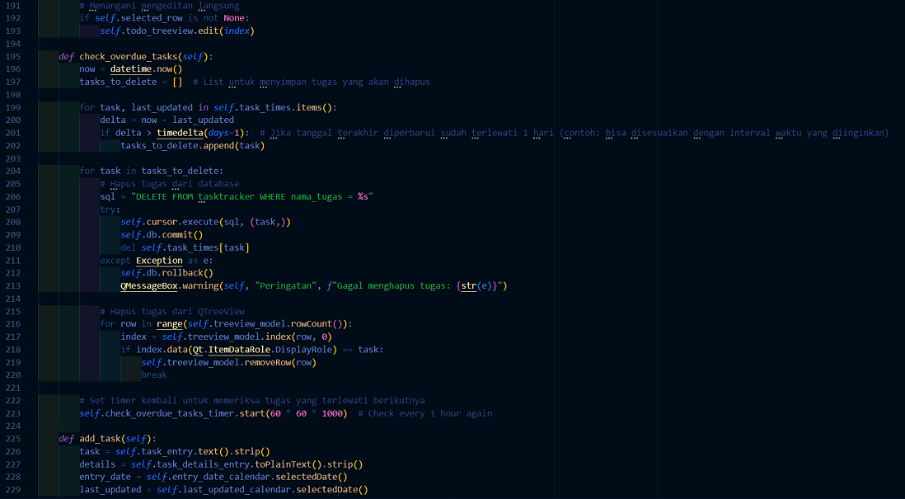 191 # Menangani pengeditan langsung
192 if self.selected_row is not None:
193 self.todo_treeview.edit(index)
194
195 def check_overdue_tasks(self):
196 now = datetime.now()
197 tasks_to_delete = [] # List untuk menyimpan tugas yang akan dihapus
198
199 for task, last_updated in self.task_times.items():
200 delta = now - last_updated
201 if delta > timedelta(days=1): # Jika tanggal terakhir diperbarui sudah terlewati 1 hari (contoh: bisa disesuaikan dengan interval waktu yang diinginkan)
202 tasks_to_delete.append(task)
203
204 for task in tasks_to_delete:
205 # Hapus tugas dari database
206 sql = "DELETE FROM tasktracker WHERE nama_tugas = %s"
207 try:
208 self.cursor.execute(sql, (task,))
209 self.db.commit()
210 del self.task_times[task]
211 except Exception as e:
212 self.db.rollback()
213 QMessageBox.warning(self, "Peringatan", f"Gagal menghapus tugas: {str(e)}")
214
215 # Hapus tugas dari QTreeView
216 for row in range(self.treeview_model.rowCount()):
217 index = self.treeview_model.index(row, 0)
218 if index.data(Qt.ItemDataRole.DisplayRole) == task:
219 self.treeview_model.removeRow(row)
220 break
221
222 # Set timer kembali untuk memeriksa tugas yang terlewati berikutnya
223 self.check_overdue_tasks_timer.start(60 * 60 * 1000) # Check every 1 hour again
224
225 def add_task(self):
226 task = self.task_entry.text().strip()
227 details = self.task_details_entry.toPlainText().strip()
228 entry_date = self.entry_date_calendar.selectedDate()
229 last_updated = self.last_updated_calendar.selectedDate()